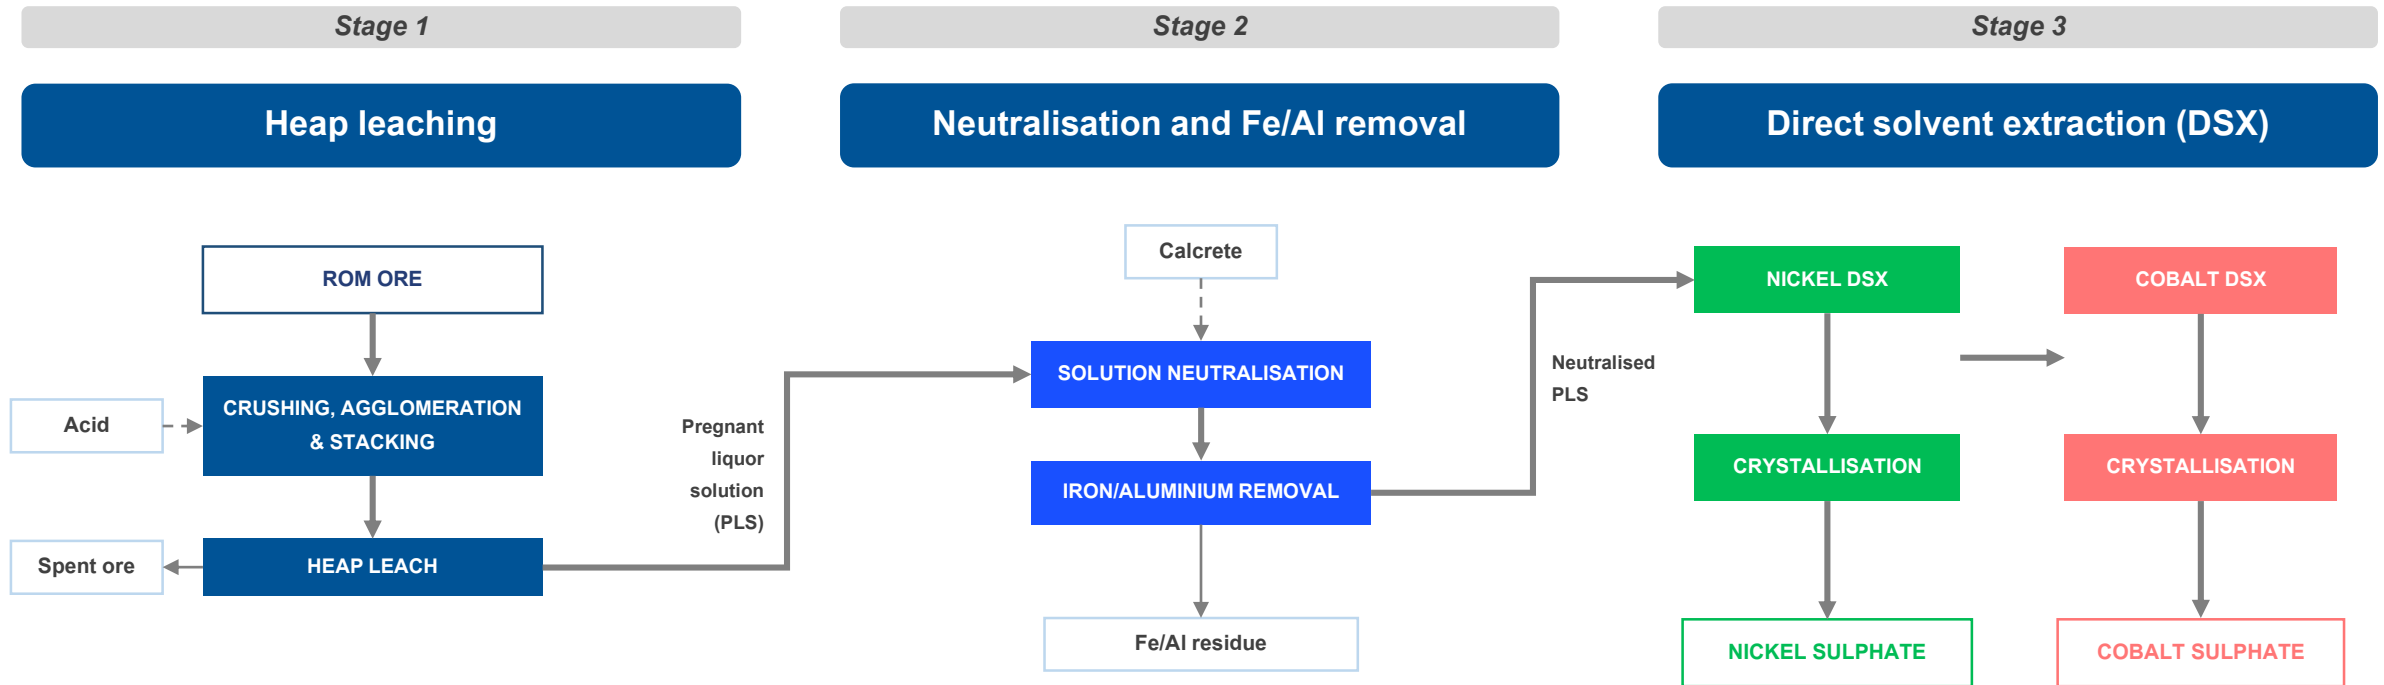 Stage 1
Stage 2
Stage 3
Heap leaching
Neutralisation and Fe/Al removal
Direct solvent extraction (DSX)
ROM ORE
Acid
CRUSHING, AGGLOMERATION
& STACKING
Spent ore
HEAP LEACH
Pregnant
liquor
solution
(PLS)
Calcrete
SOLUTION NEUTRALISATION
IRON/ALUMINIUM REMOVAL
Fe/Al residue
Neutralised
PLS
NICKEL DSX
COBALT DSX
CRYSTALLISATION
CRYSTALLISATION
NICKEL SULPHATE
COBALT SULPHATE